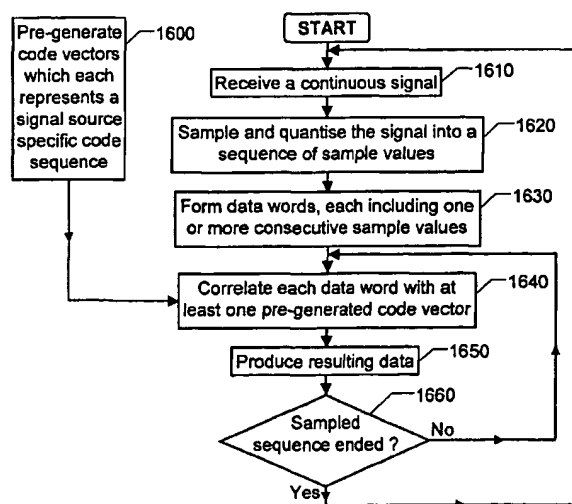 Pre-generate
code vectors
which each
represents a
signal source
specific code
sequence
1600
START
Receive a continuous signal
1610
Sample and quantise the signal into a
sequence of sample values
1620
Form data words, each including one
or more consecutive sample values
1630
Correlate each data word with at
least one pre-generated code vector
1640
Produce resulting data
1650
Sampled
sequence ended ?
1660
No
Yes